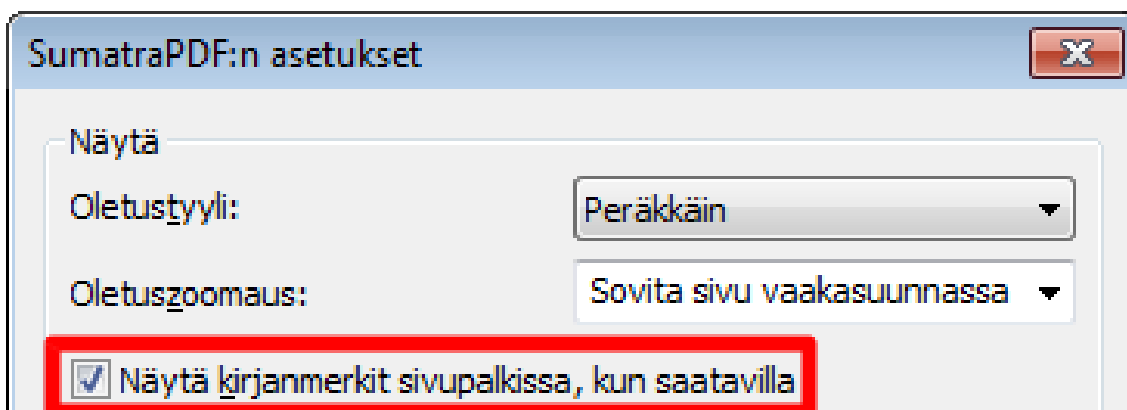 SumatraPDF:n asetukset
Näytä
Oletustyyli: Peräkkäin
Oletuszoomaus: Sovita sivu vaakasuunnassa
Näytä kirjanmerkit sivupalkissa, kun saatavilla